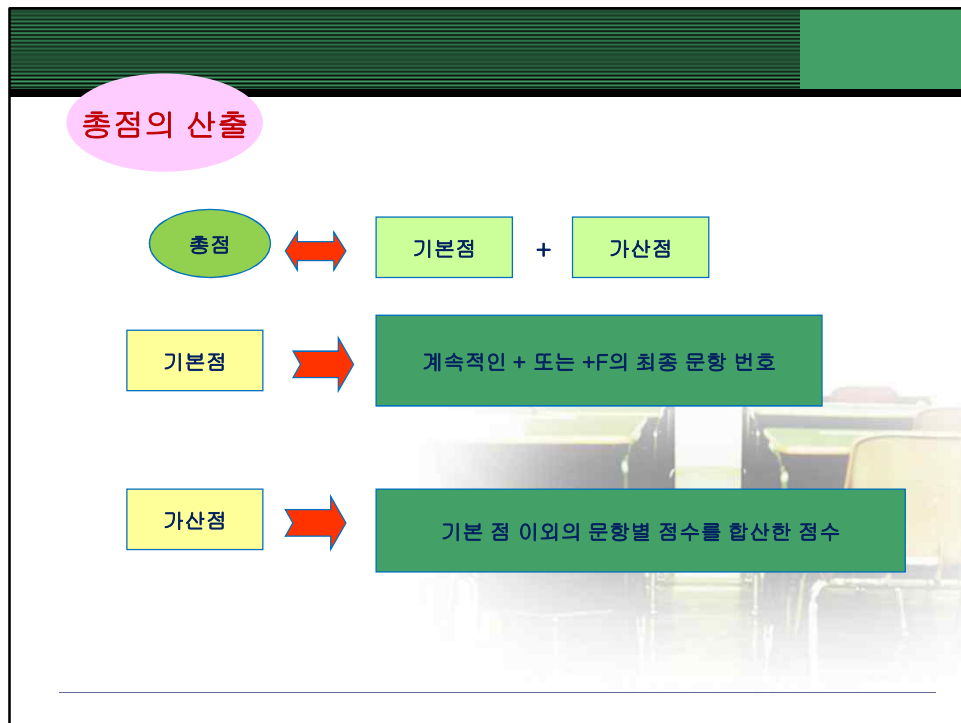 총점의 산출
총점
기본점 + 가산점
기본점
계속적인 + 또는 +F의 최종 문항 번호
가산점
기본 점 이외의 문항별 점수를 합산한 점수